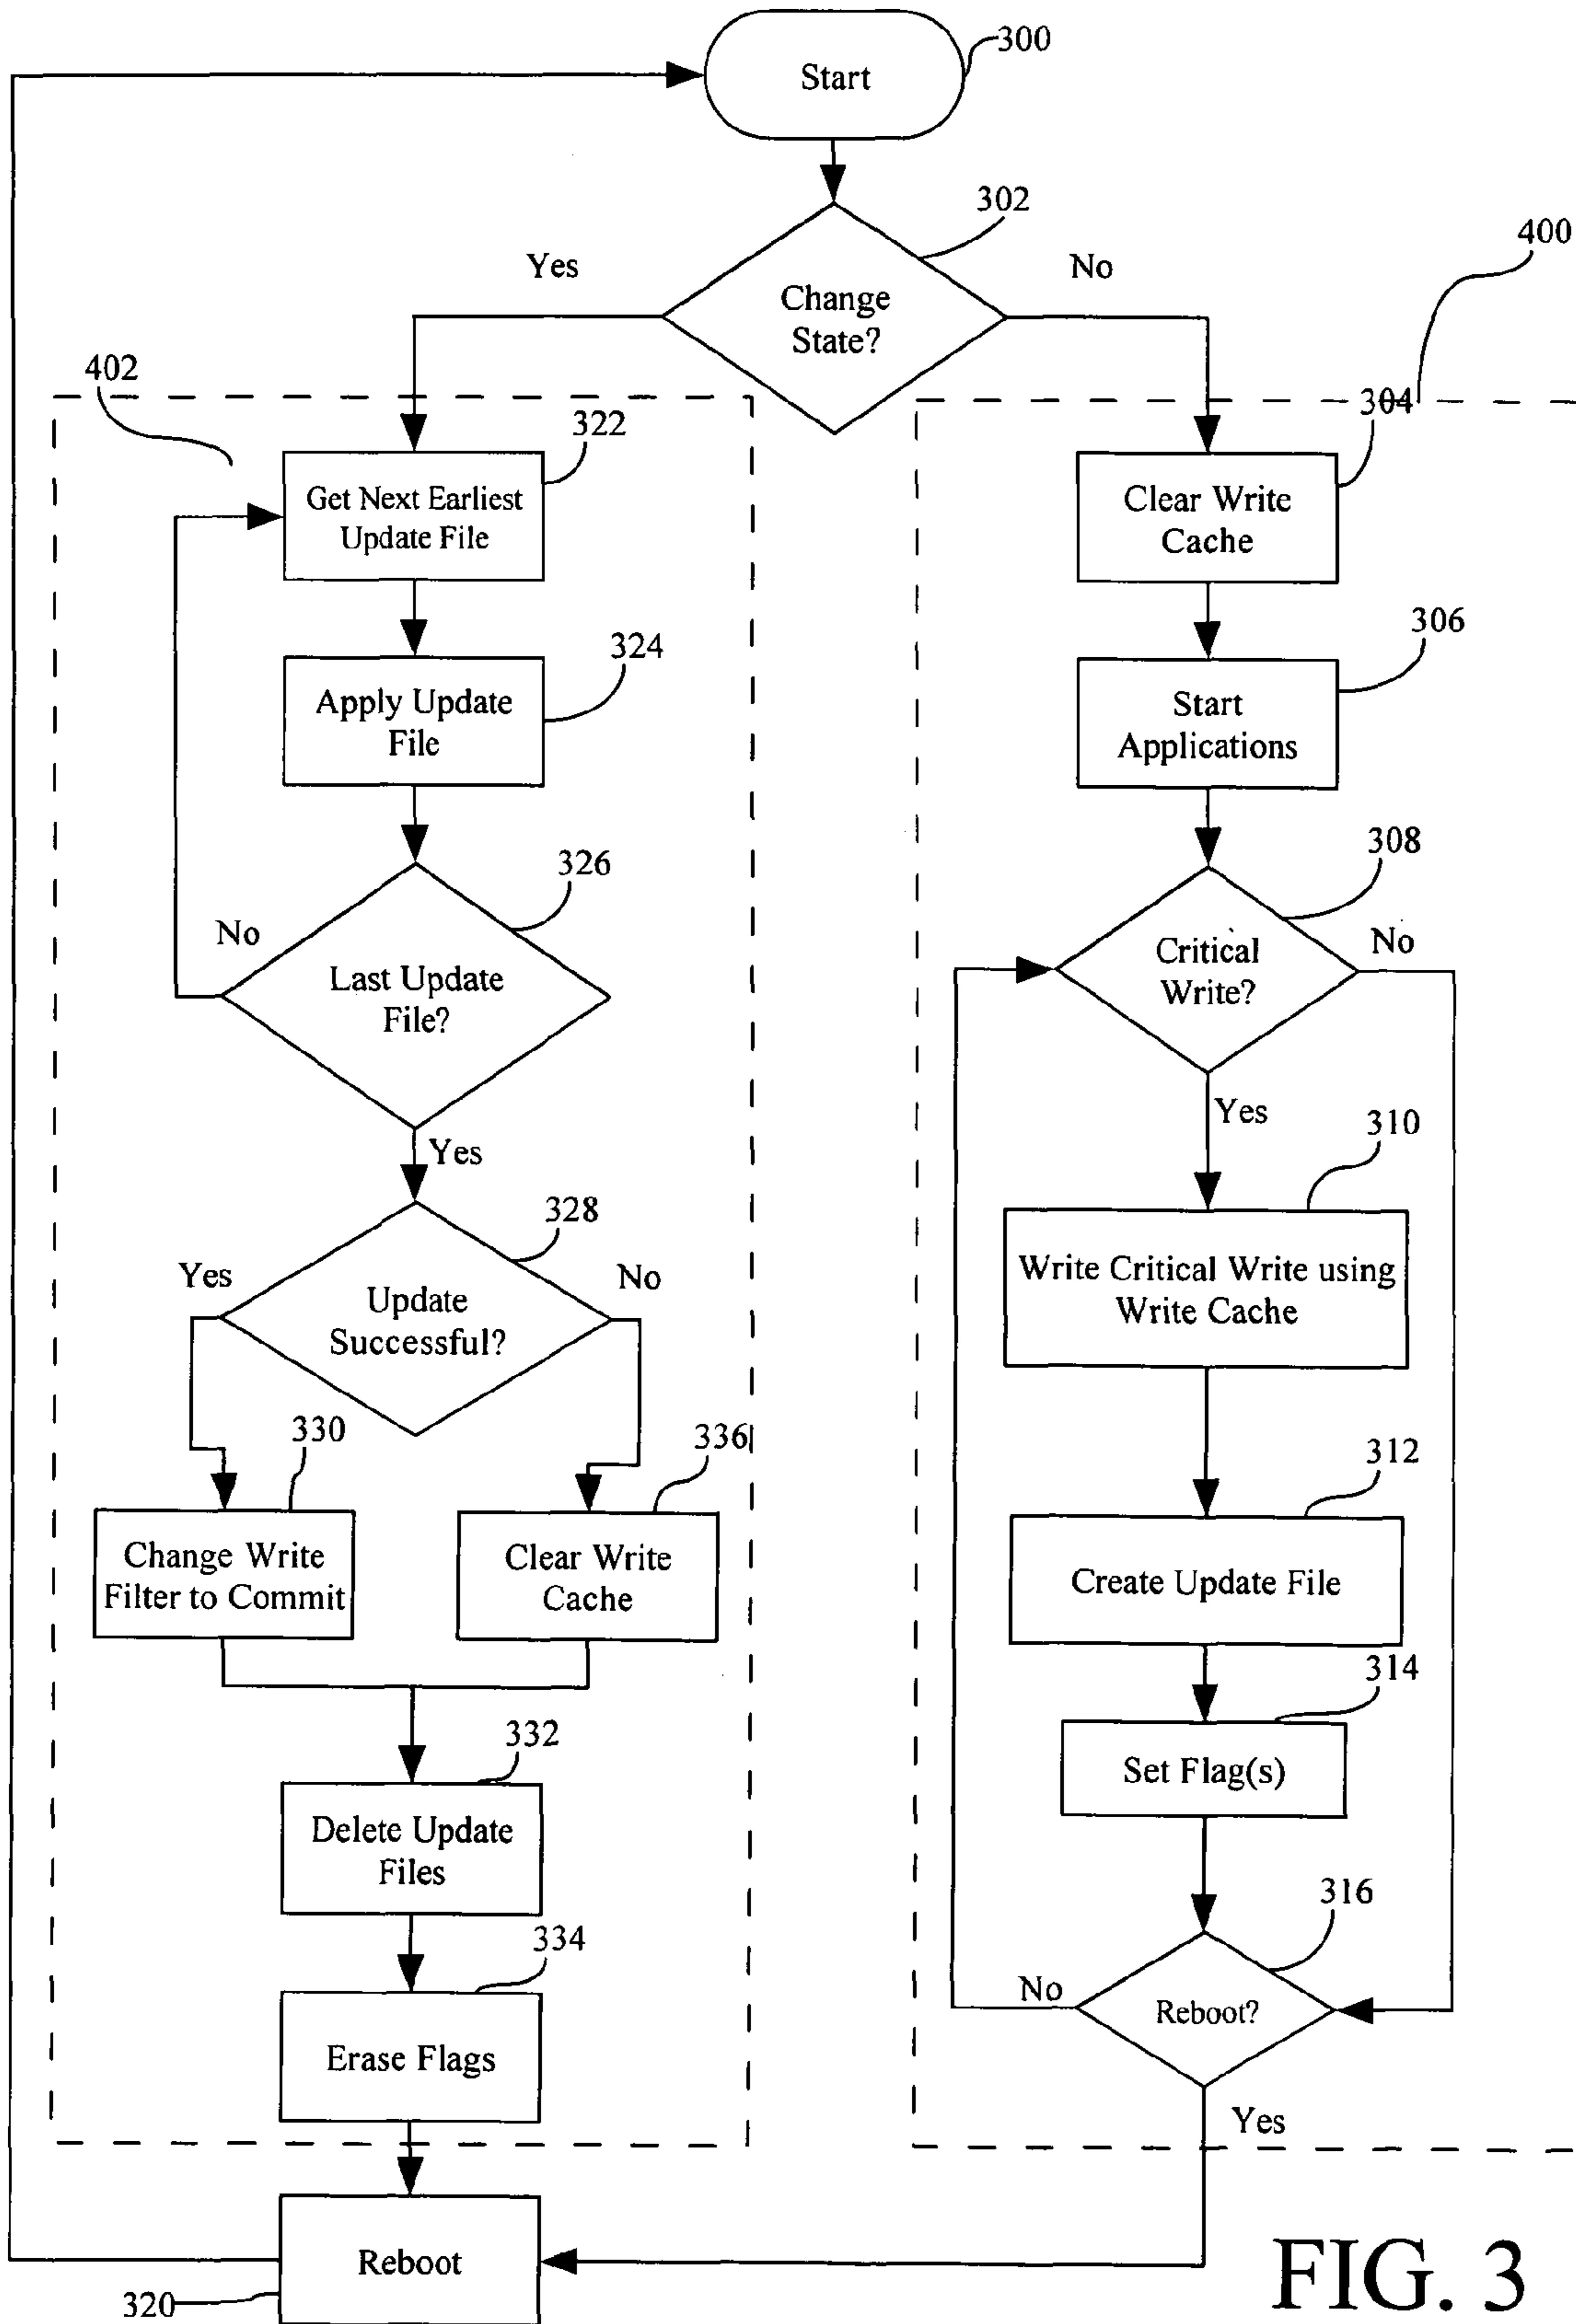 300
Start
302
400
Yes
No
Change
State?
402
304
322
Get Next Earliest
Update File
Clear Write
Cache
306
324
Apply Update
File
Start
Applications
308
326
No
No
Critical
Write?
Last Update
File?
Yes
310
Yes
328
Write Critical Write using
Write Cache
Yes
No
Update
Successful?
330
336
312
Change Write
Filter to Commit
Clear Write
Cache
Create Update File
314
332
Set Flag(s)
Delete Update
Files
316
334
No
Reboot?
Erase Flags
Yes
Reboot
320
FIG. 3